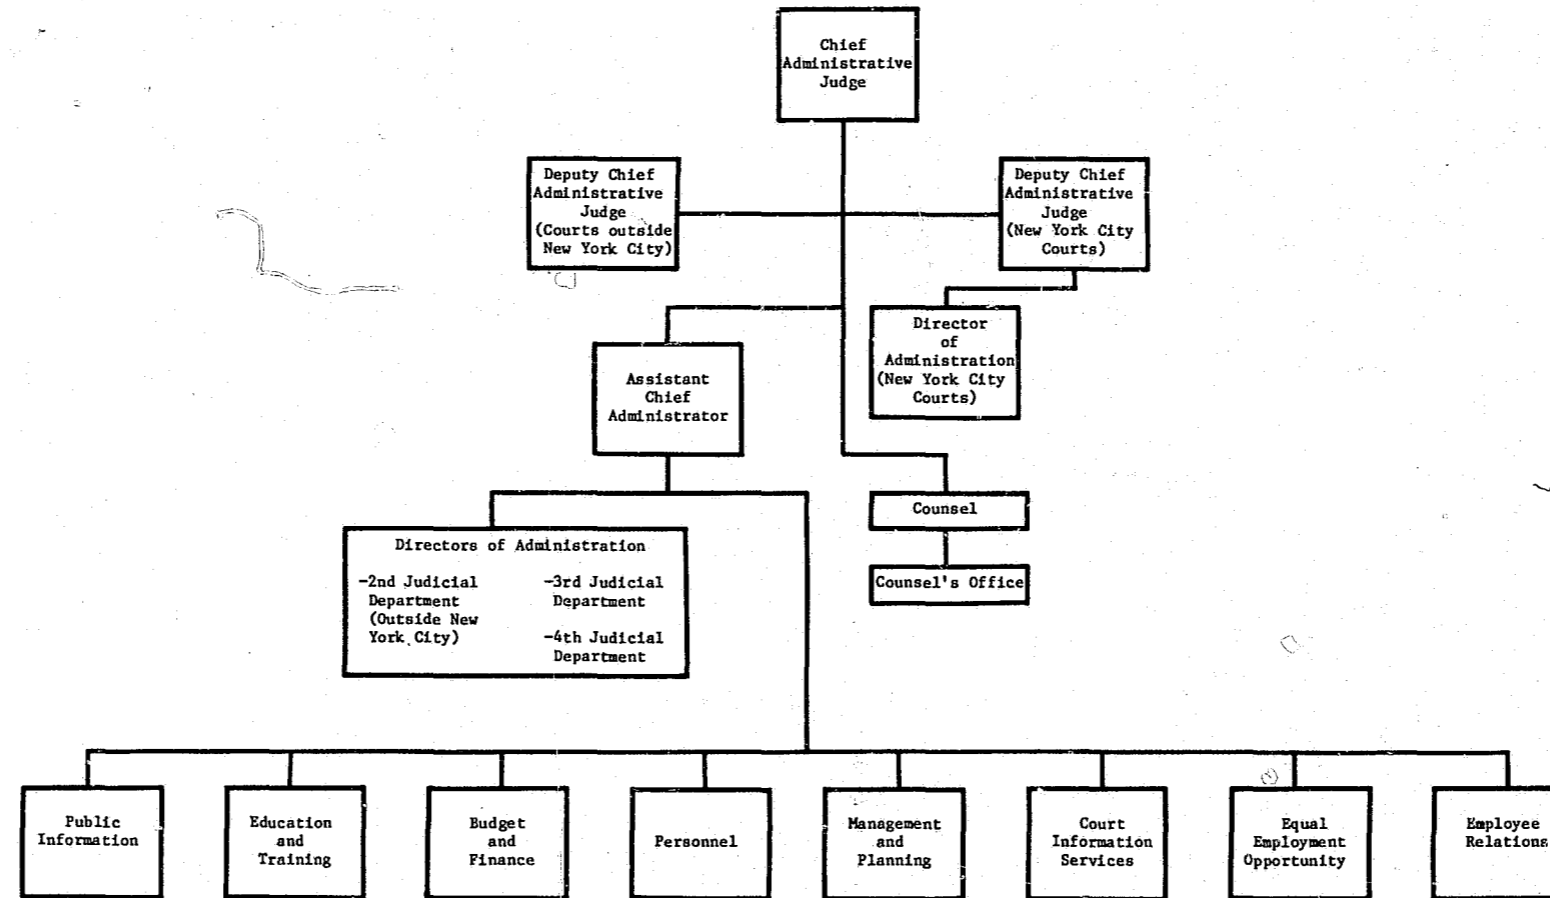 Chief
Administrative
Judge
Deputy Chief
Administrative
Judge
(Courts outside
New York City)
Deputy Chief
Administrative
Judge
(New York City
Courts)
Director
of
Administration
(New York City
Courts)
Assistant
Chief
Administrator
Counsel
Counsel's Office
Directors of Administration
-2nd Judicial
Department
(Outside New
York City)
-3rd Judicial
Department
-4th Judicial
Department
Public
Information
Education
and
Training
Budget
and
Finance
Personnel
Management
and
Planning
Court
Information
Services
Equal
Employment
Opportunity
Employee
Relations